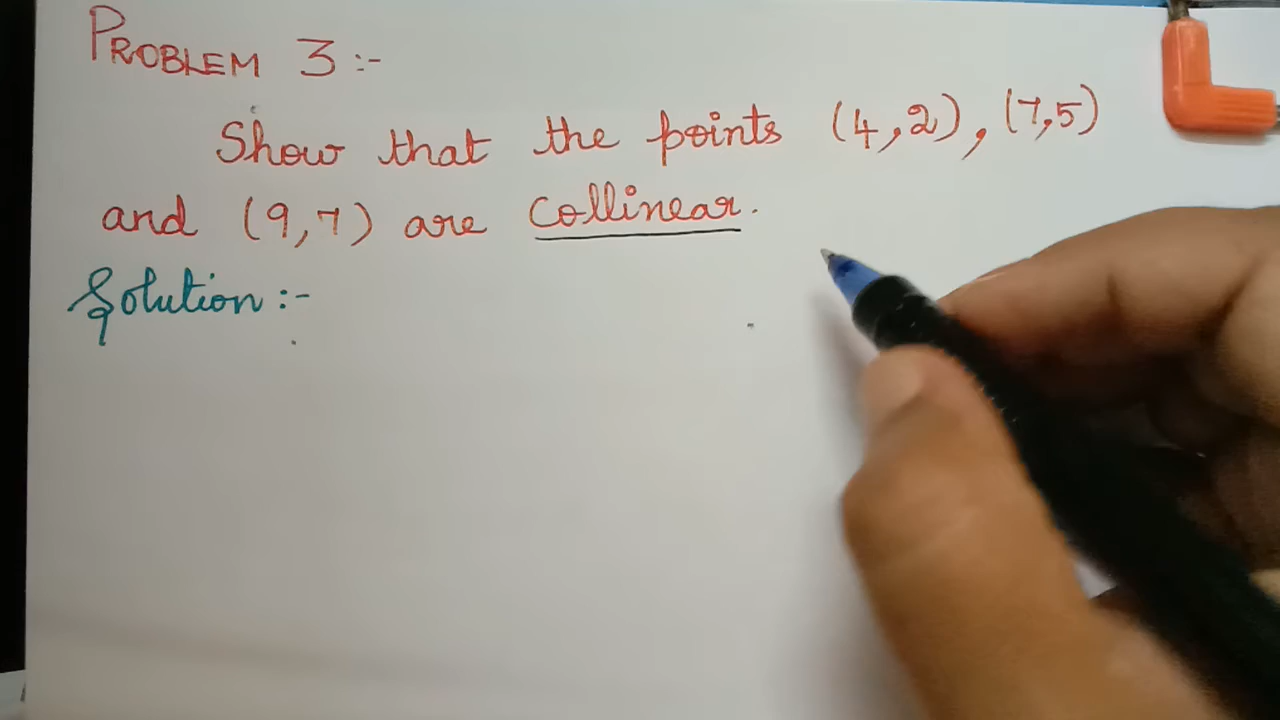 PROBLEM 3 :-
Show that the points (4,2), (7,5)
and (9,7) are collinear.
Solution :-